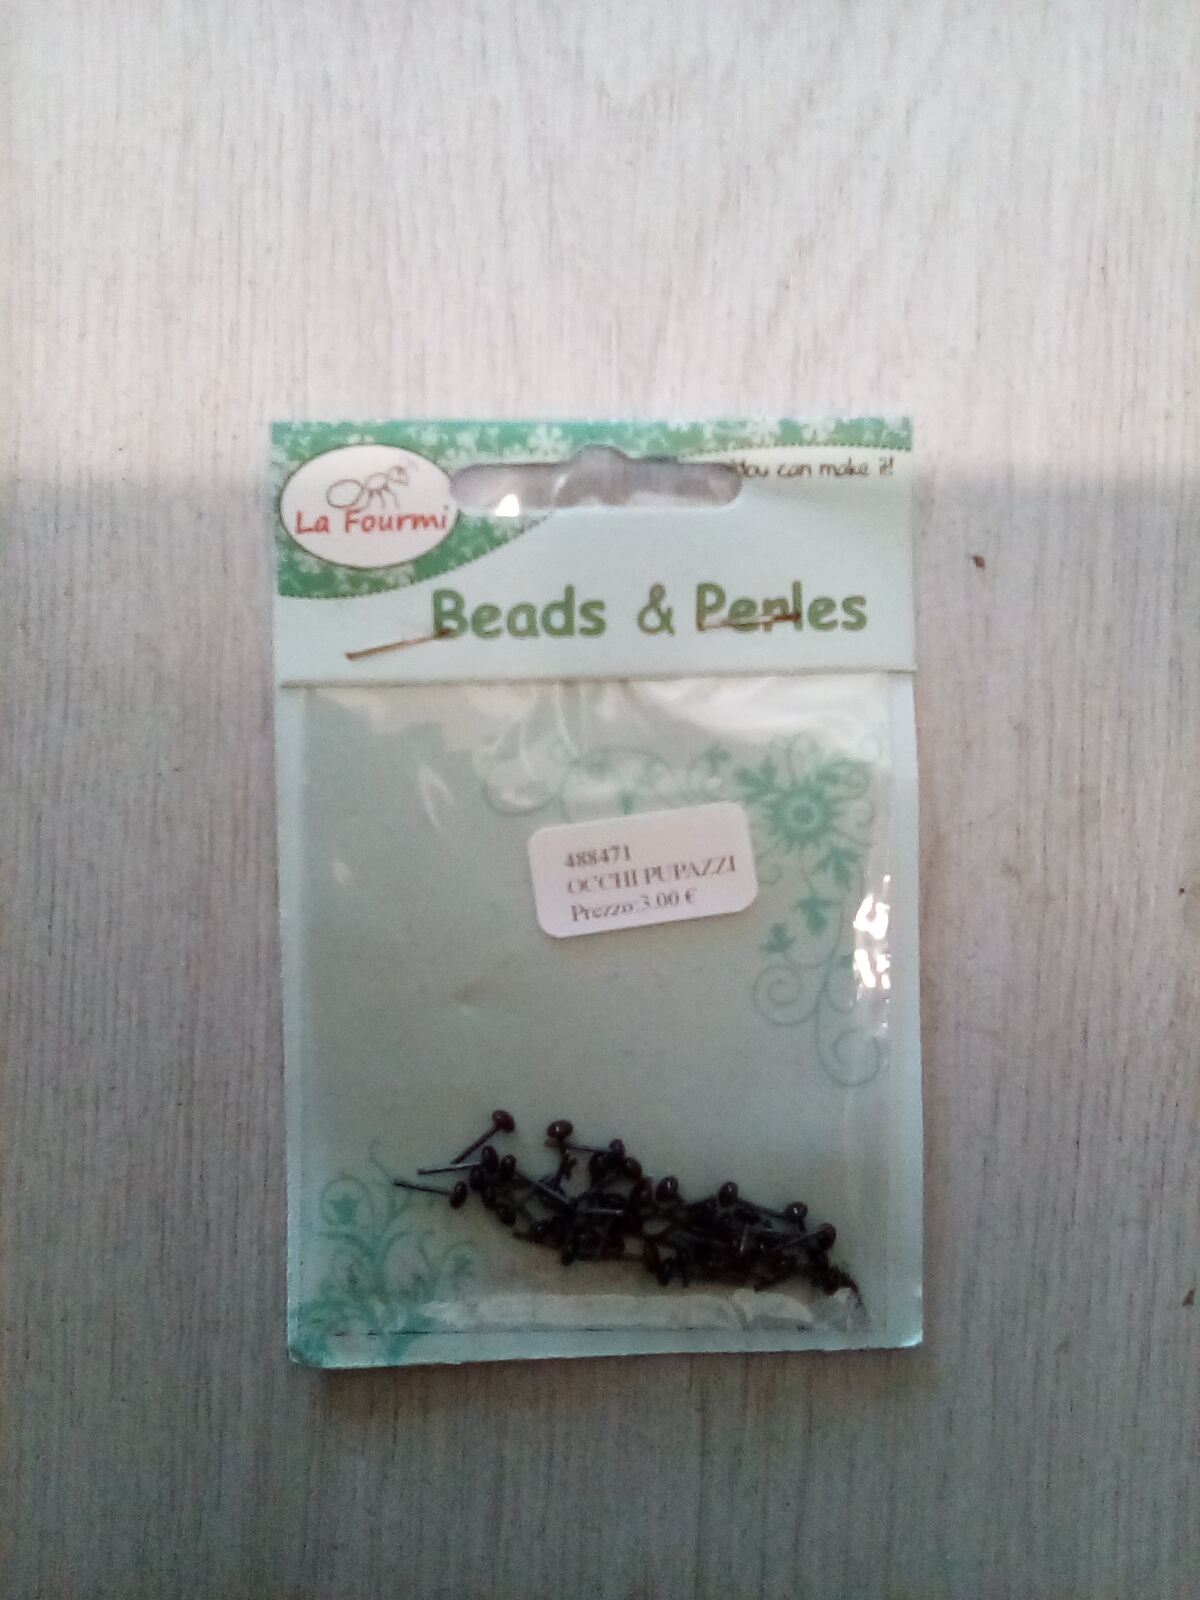 La Fourmi
You can make it!
Beads & Perles
488471
OCCHI PUPAZZI
Prezzo:3.00 €